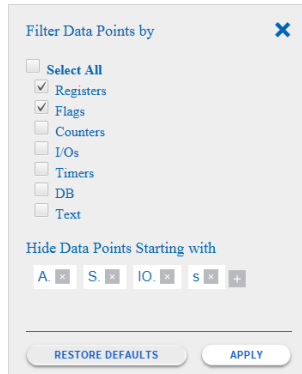 Filter Data Points by
Select All
Registers
Flags
Counters
I/Os
Timers
DB
Text
Hide Data Points Starting with
A. × S. × IO. × s × +
RESTORE DEFAULTS APPLY